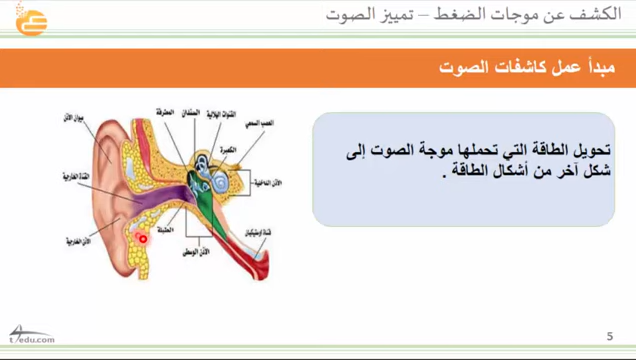 الكشف عن موجات الضغط – تمييز الصوت
مبدأ عمل كاشفات الصوت
تحويل الطاقة التي تحملها موجة الصوت إلى
شكل آخر من أشكال الطاقة .
المطرقة
السندان
القنوات الهلالية
العصب السمعي
صيوان الأذن
القوقعة
القناة الخارجية
الأذن الداخلية
الأذن الخارجية
الطبلة
قناة اوستيكيان
الأذن الوسطى
5
t4edu.com